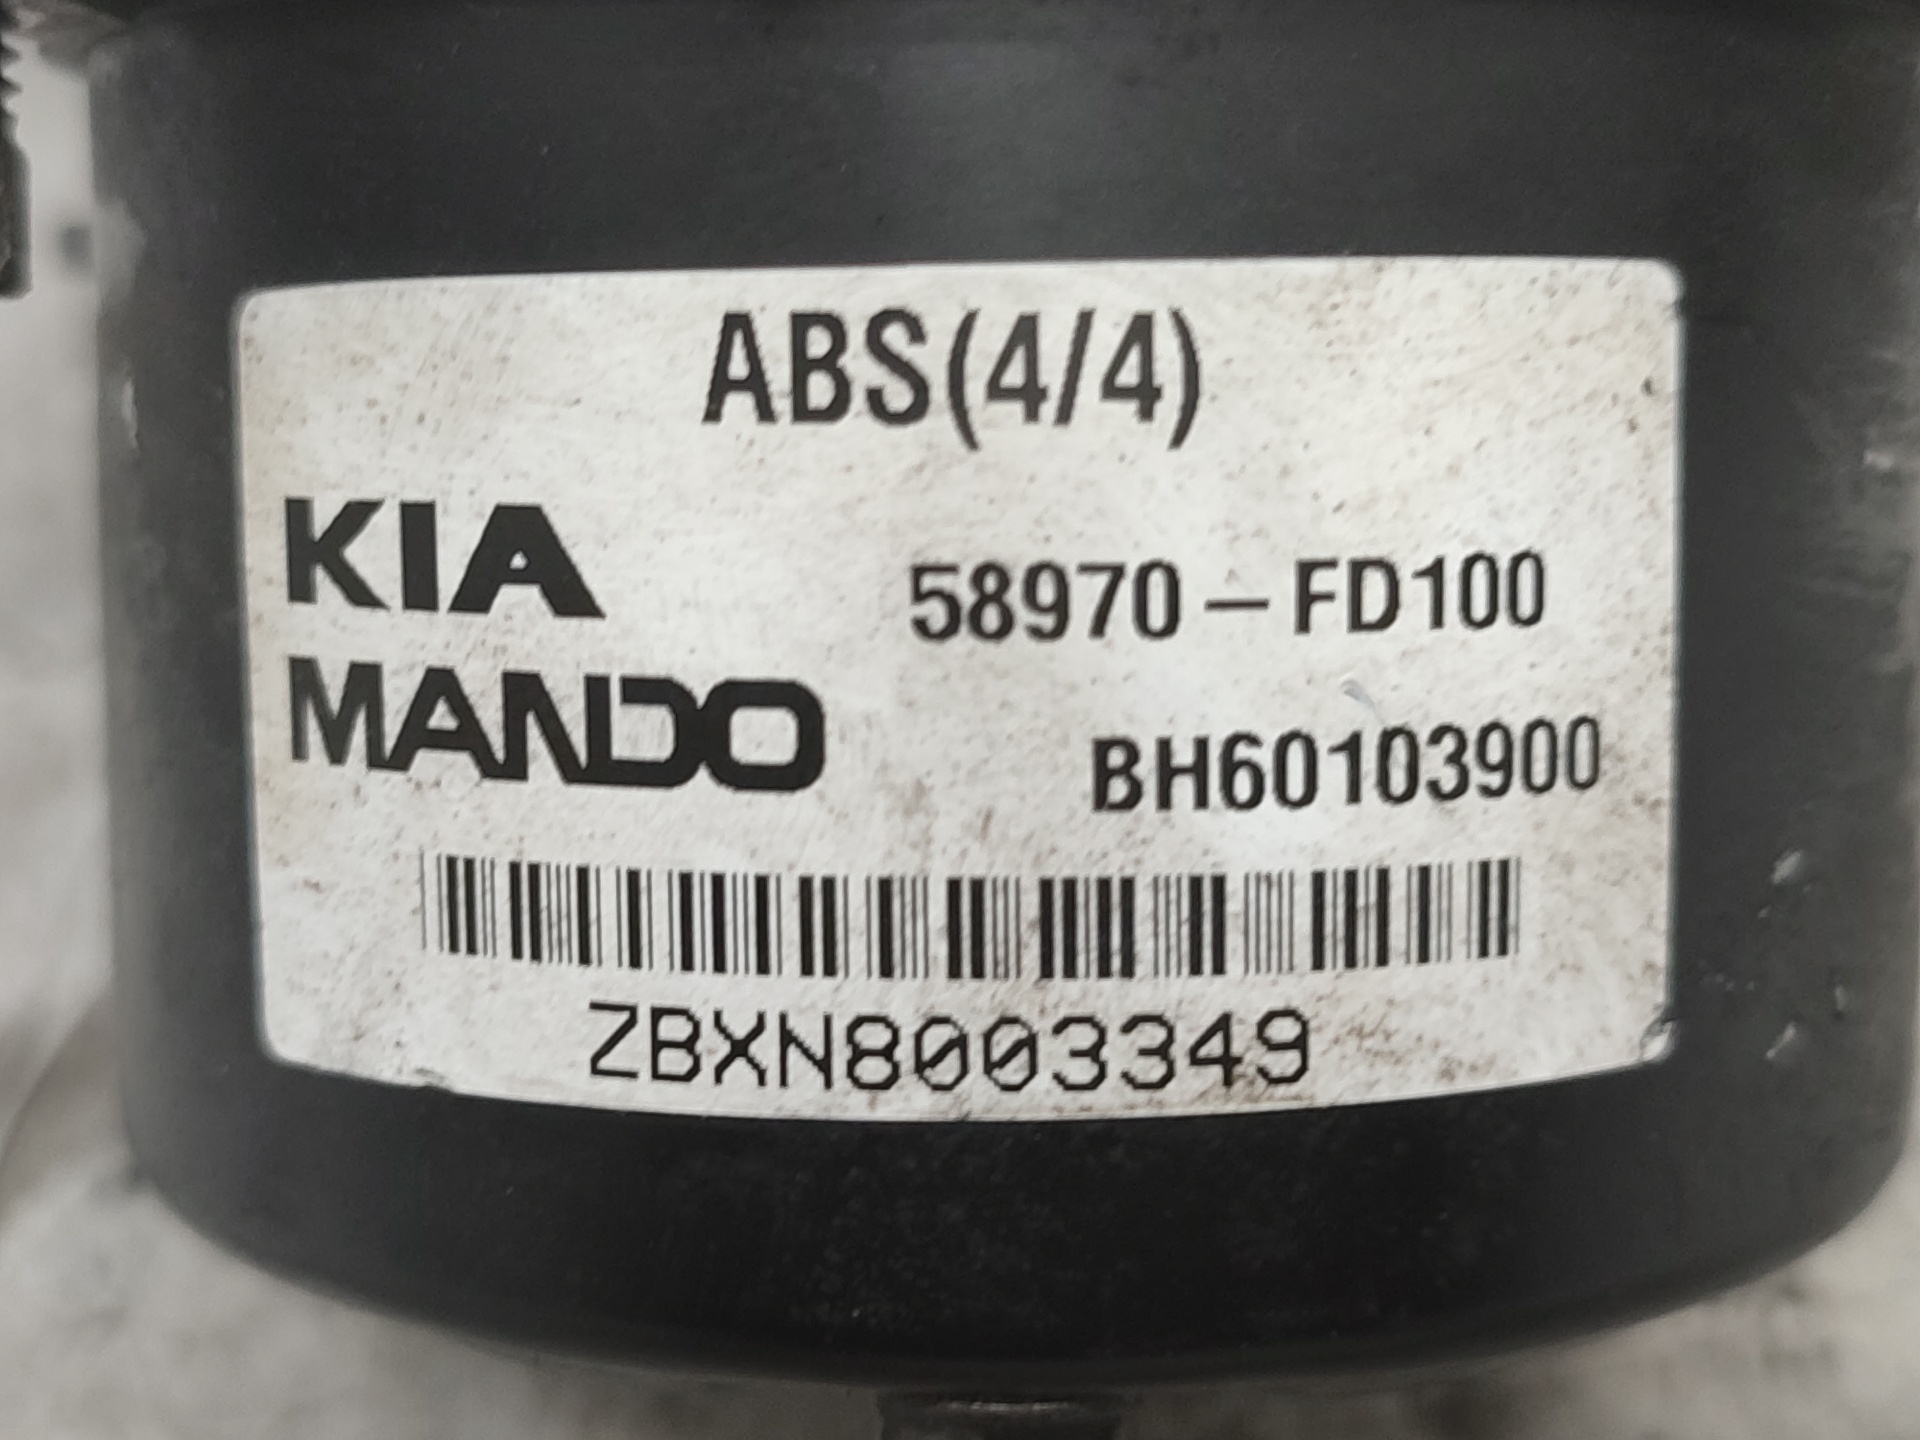 ABS(4/4)
KIA 58970-FD100
MANDO BH60103900
ZBXN8003349